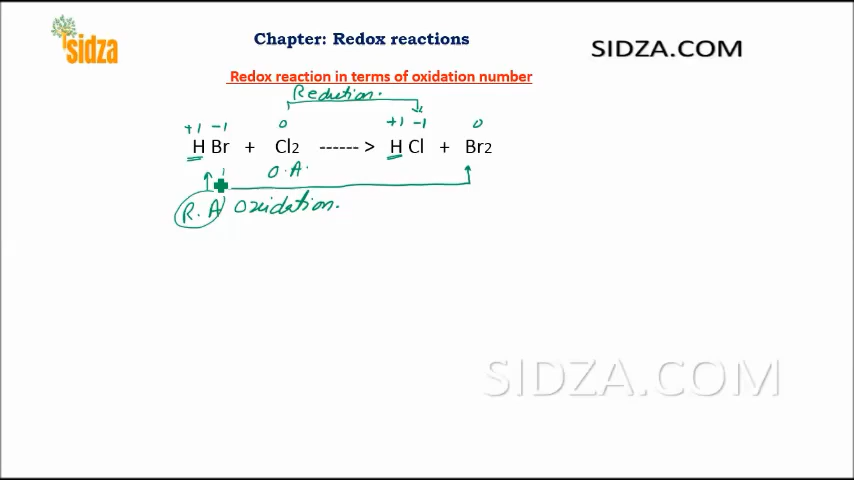 sidza
Chapter: Redox reactions
SIDZA.COM
Redox reaction in terms of oxidation number
Reduction.
+1 -1 0 +1 -1 0
H Br + Cl2 ------ > H Cl + Br2
O.A.
R.A Oxidation.
SIDZA.COM